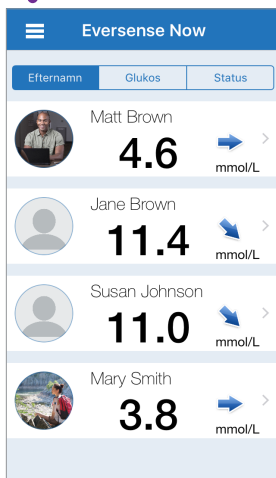 Eversense Now
Efternamn Glukos Status
Matt Brown
4.6
mmol/L
Jane Brown
11.4
mmol/L
Susan Johnson
11.0
mmol/L
Mary Smith
3.8
mmol/L